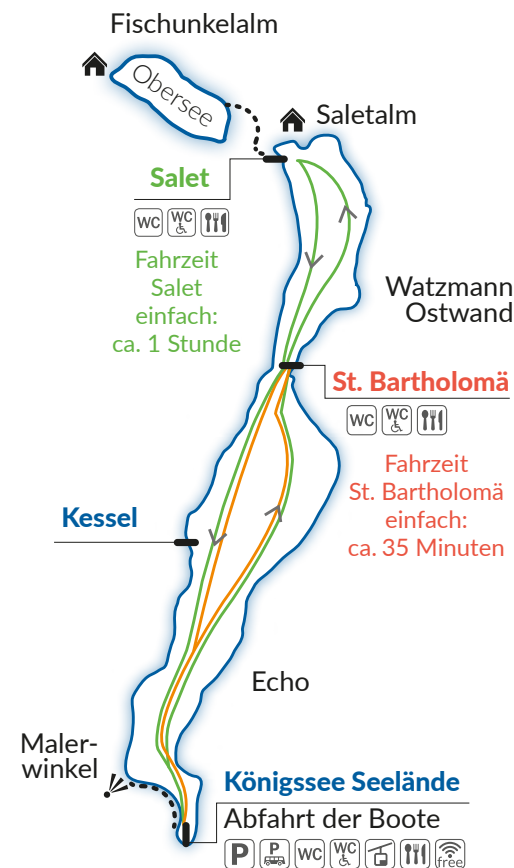 Fischunkelalm
Obersee
Saletalm
Salet
WC
WC
Fahrzeit
Salet
einfach:
ca. 1 Stunde
Watzmann
Ostwand
St. Bartholomä
WC
WC
Fahrzeit
St. Bartholomä
einfach:
ca. 35 Minuten
Kessel
Echo
Maler-
winkel
Königssee Seelände
Abfahrt der Boote
P
P
WC
WC
free